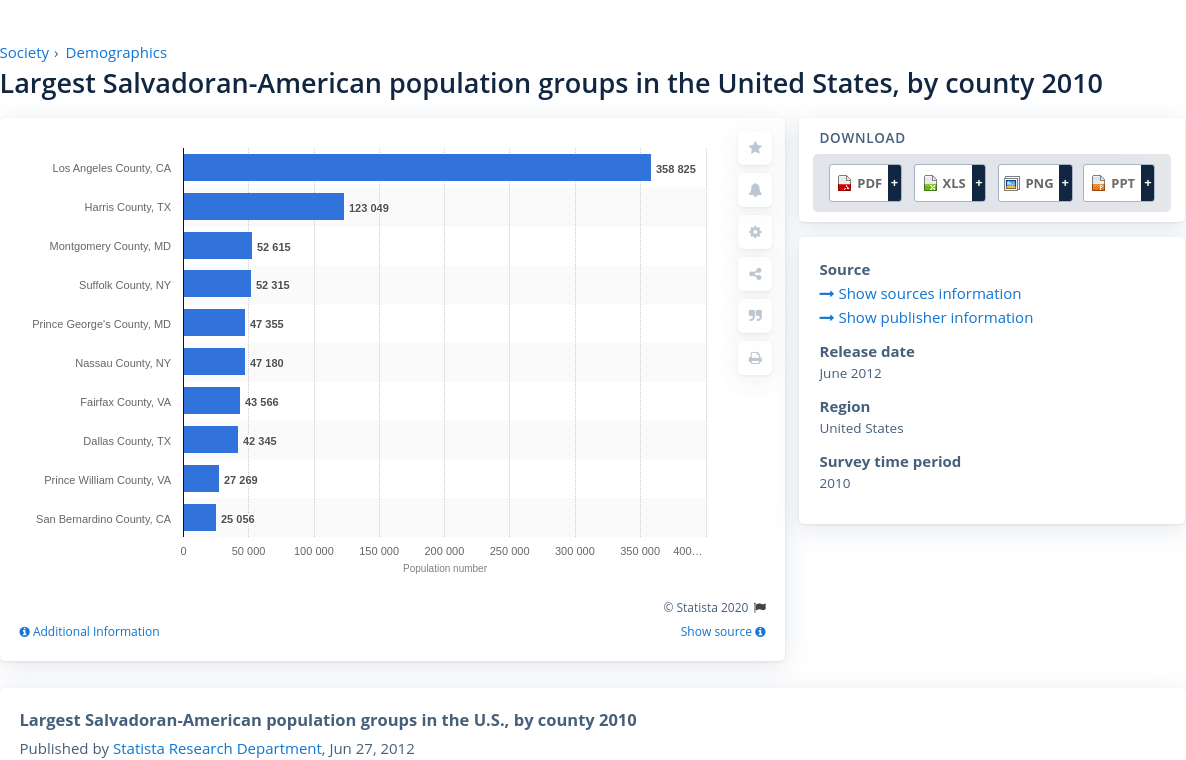 Society › Demographics
Largest Salvadoran-American population groups in the United States, by county 2010
Los Angeles County, CA 358 825
Harris County, TX 123 049
Montgomery County, MD 52 615
Suffolk County, NY 52 315
Prince George's County, MD 47 355
Nassau County, NY 47 180
Fairfax County, VA 43 566
Dallas County, TX 42 345
Prince William County, VA 27 269
San Bernardino County, CA 25 056
0 50 000 100 000 150 000 200 000 250 000 300 000 350 000 400…
Population number
© Statista 2020
Additional Information Show source
DOWNLOAD
PDF + XLS + PNG + PPT +
Source
Show sources information
Show publisher information
Release date
June 2012
Region
United States
Survey time period
2010
Largest Salvadoran-American population groups in the U.S., by county 2010
Published by Statista Research Department, Jun 27, 2012